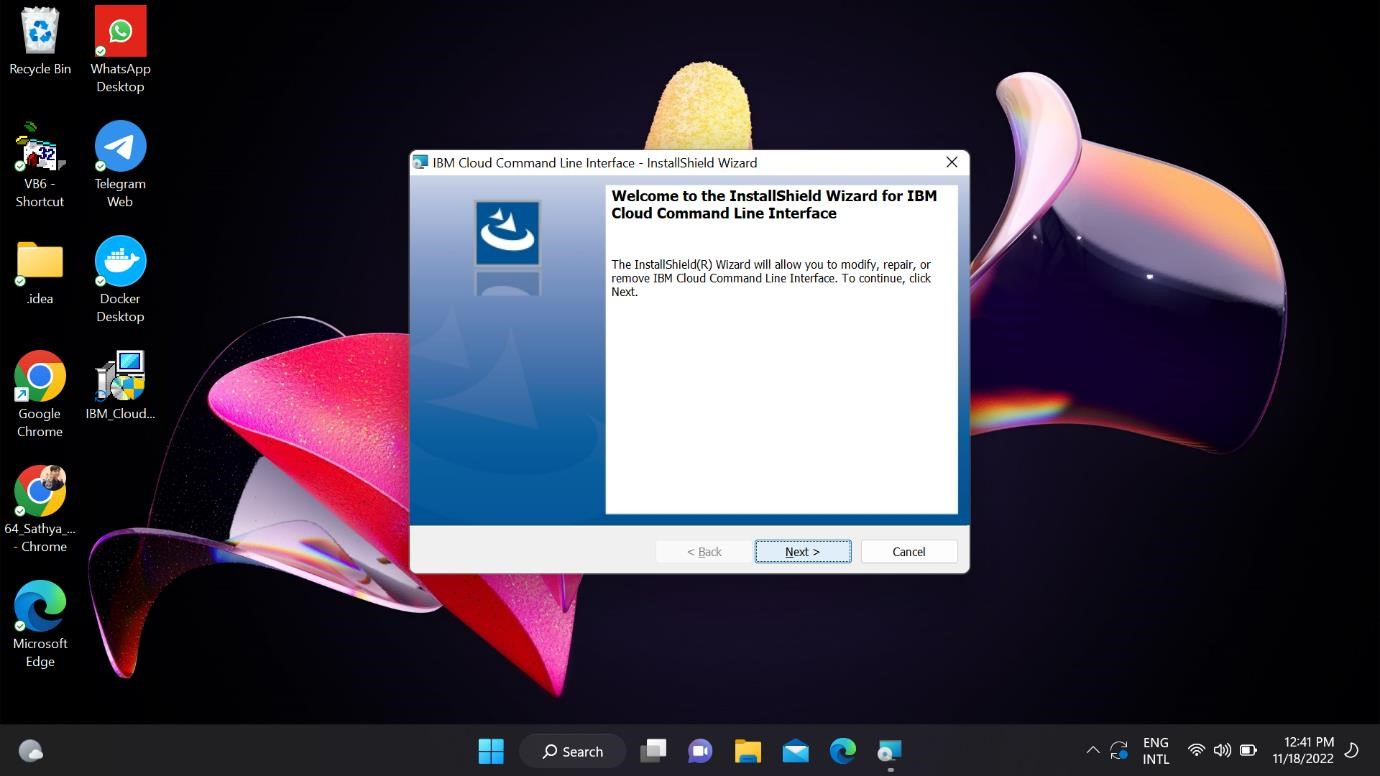 Recycle Bin
WhatsApp
Desktop
VB6 -
Shortcut
Telegram
Web
.idea
Docker
Desktop
Google
Chrome
IBM_Cloud...
64_Sathya_...
- Chrome
Microsoft
Edge
IBM Cloud Command Line Interface - InstallShield Wizard
Welcome to the InstallShield Wizard for IBM
Cloud Command Line Interface
The InstallShield(R) Wizard will allow you to modify, repair, or
remove IBM Cloud Command Line Interface. To continue, click
Next.
< Back
Next >
Cancel
Search
ENG
INTL
12:41 PM
11/18/2022